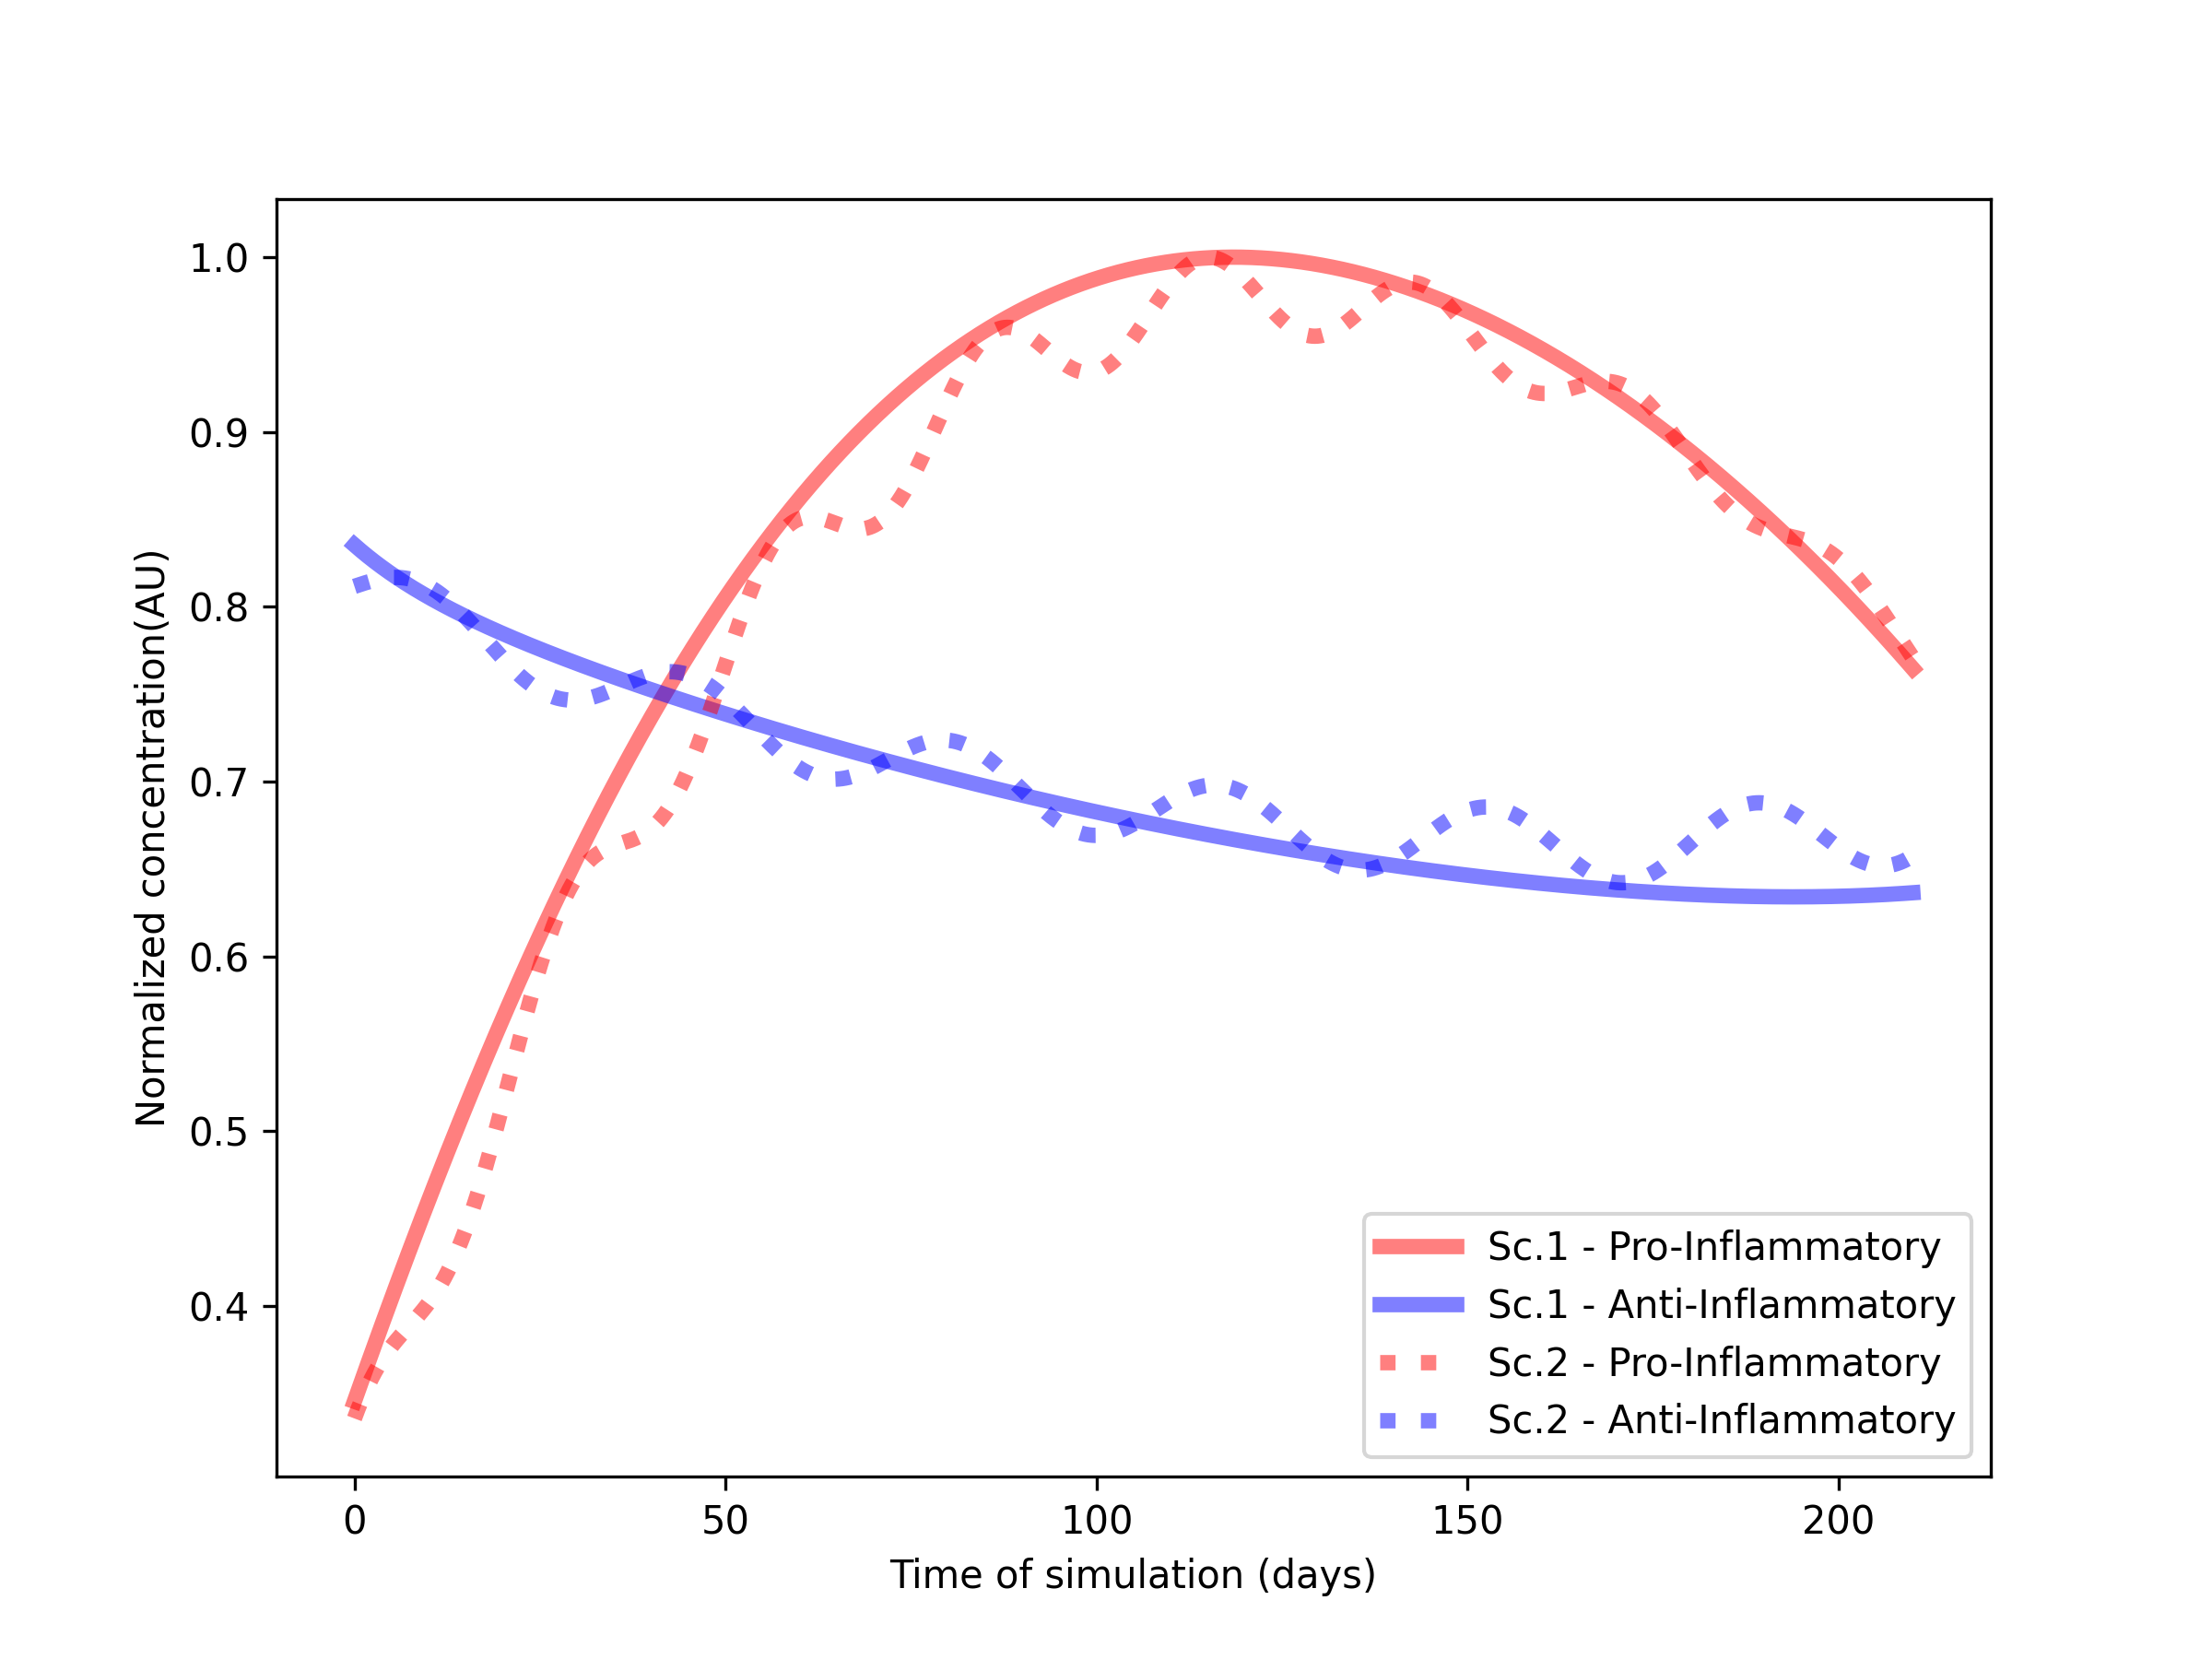 1.0
0.9
0.8
0.7
0.6
0.5
0.4
Normalized concentration(AU)
0 50 100 150 200
Time of simulation (days)
Sc.1 - Pro-Inflammatory
Sc.1 - Anti-Inflammatory
Sc.2 - Pro-Inflammatory
Sc.2 - Anti-Inflammatory